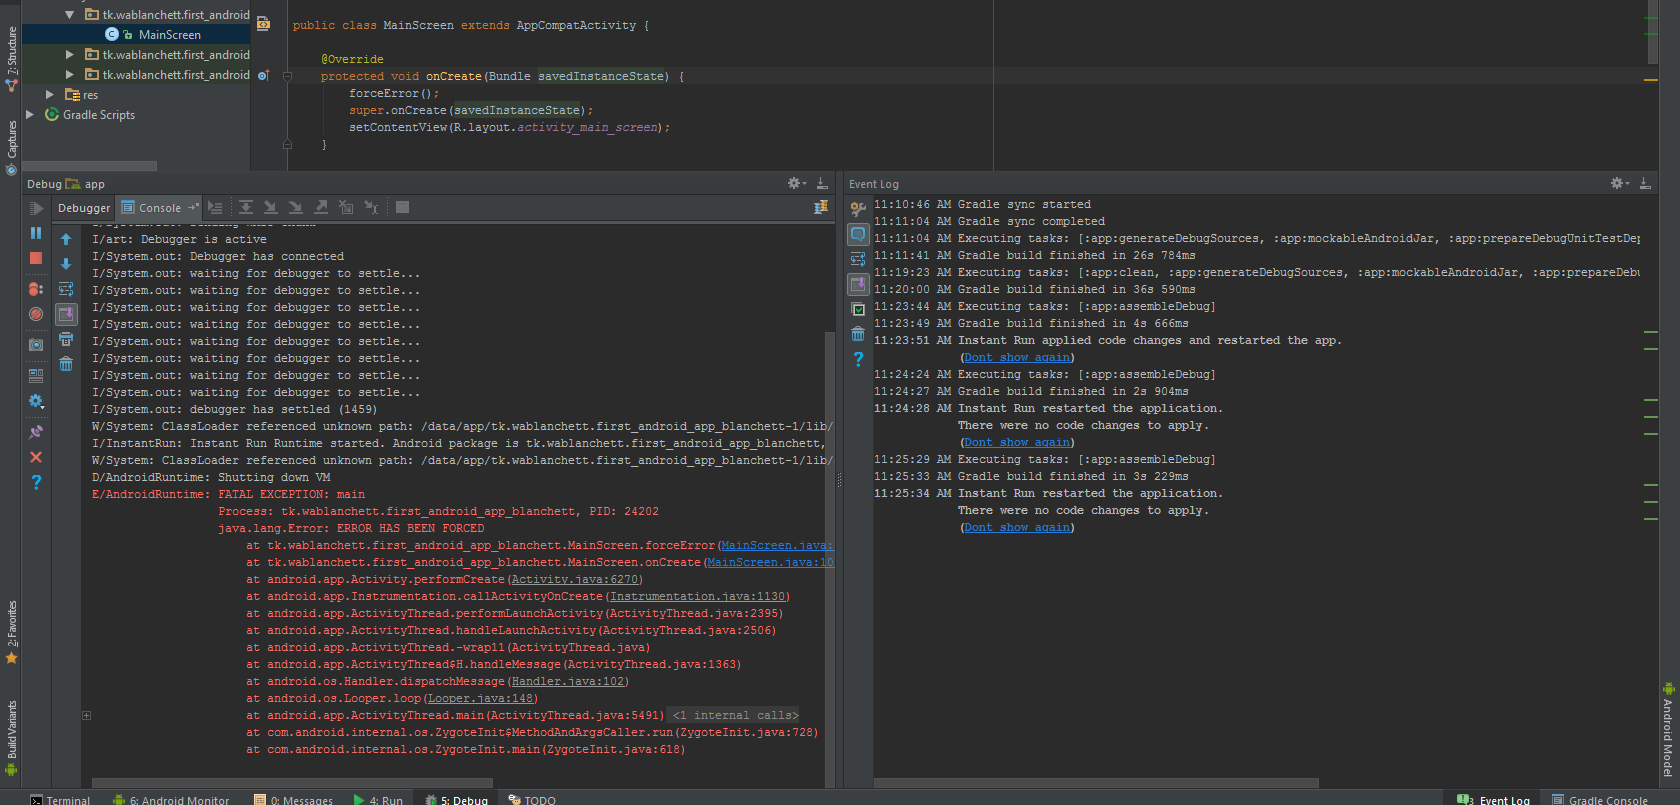 tk.wablanchett.first_android
MainScreen
tk.wablanchett.first_android
tk.wablanchett.first_android
res
Gradle Scripts
7: Structure
Captures
2: Favorites
Build Variants
public class MainScreen extends AppCompatActivity {
@Override
protected void onCreate(Bundle savedInstanceState) {
forceError();
super.onCreate(savedInstanceState);
setContentView(R.layout.activity_main_screen);
}
Debug app
Debugger Console
I/art: Debugger is active
I/System.out: Debugger has connected
I/System.out: waiting for debugger to settle...
I/System.out: waiting for debugger to settle...
I/System.out: waiting for debugger to settle...
I/System.out: waiting for debugger to settle...
I/System.out: waiting for debugger to settle...
I/System.out: waiting for debugger to settle...
I/System.out: waiting for debugger to settle...
I/System.out: waiting for debugger to settle...
I/System.out: debugger has settled (1459)
W/System: ClassLoader referenced unknown path: /data/app/tk.wablanchett.first_android_app_blanchett-1/lib/
I/InstantRun: Instant Run Runtime started. Android package is tk.wablanchett.first_android_app_blanchett,
W/System: ClassLoader referenced unknown path: /data/app/tk.wablanchett.first_android_app_blanchett-1/lib/
D/AndroidRuntime: Shutting down VM
E/AndroidRuntime: FATAL EXCEPTION: main
Process: tk.wablanchett.first_android_app_blanchett, PID: 24202
java.lang.Error: ERROR HAS BEEN FORCED
at tk.wablanchett.first_android_app_blanchett.MainScreen.forceError(MainScreen.java:
at tk.wablanchett.first_android_app_blanchett.MainScreen.onCreate(MainScreen.java:10
at android.app.Activity.performCreate(Activity.java:6270)
at android.app.Instrumentation.callActivityOnCreate(Instrumentation.java:1130)
at android.app.ActivityThread.performLaunchActivity(ActivityThread.java:2395)
at android.app.ActivityThread.handleLaunchActivity(ActivityThread.java:2506)
at android.app.ActivityThread.-wrap11(ActivityThread.java)
at android.app.ActivityThread$H.handleMessage(ActivityThread.java:1363)
at android.os.Handler.dispatchMessage(Handler.java:102)
at android.os.Looper.loop(Looper.java:148)
at android.app.ActivityThread.main(ActivityThread.java:5491) <1 internal calls>
at com.android.internal.os.ZygoteInit$MethodAndArgsCaller.run(ZygoteInit.java:728)
at com.android.internal.os.ZygoteInit.main(ZygoteInit.java:618)
Event Log
11:10:46 AM Gradle sync started
11:11:04 AM Gradle sync completed
11:11:04 AM Executing tasks: [:app:generateDebugSources, :app:mockableAndroidJar, :app:prepareDebugUnitTestDep
11:11:41 AM Gradle build finished in 26s 784ms
11:19:23 AM Executing tasks: [:app:clean, :app:generateDebugSources, :app:mockableAndroidJar, :app:prepareDebu
11:20:00 AM Gradle build finished in 36s 590ms
11:23:44 AM Executing tasks: [:app:assembleDebug]
11:23:49 AM Gradle build finished in 4s 666ms
11:23:51 AM Instant Run applied code changes and restarted the app.
(Dont show again)
11:24:24 AM Executing tasks: [:app:assembleDebug]
11:24:27 AM Gradle build finished in 2s 904ms
11:24:28 AM Instant Run restarted the application.
There were no code changes to apply.
(Dont show again)
11:25:29 AM Executing tasks: [:app:assembleDebug]
11:25:33 AM Gradle build finished in 3s 229ms
11:25:34 AM Instant Run restarted the application.
There were no code changes to apply.
(Dont show again)
Android Model
Terminal 6: Android Monitor 0: Messages 4: Run 5: Debug TODO 3 Event Log Gradle Console